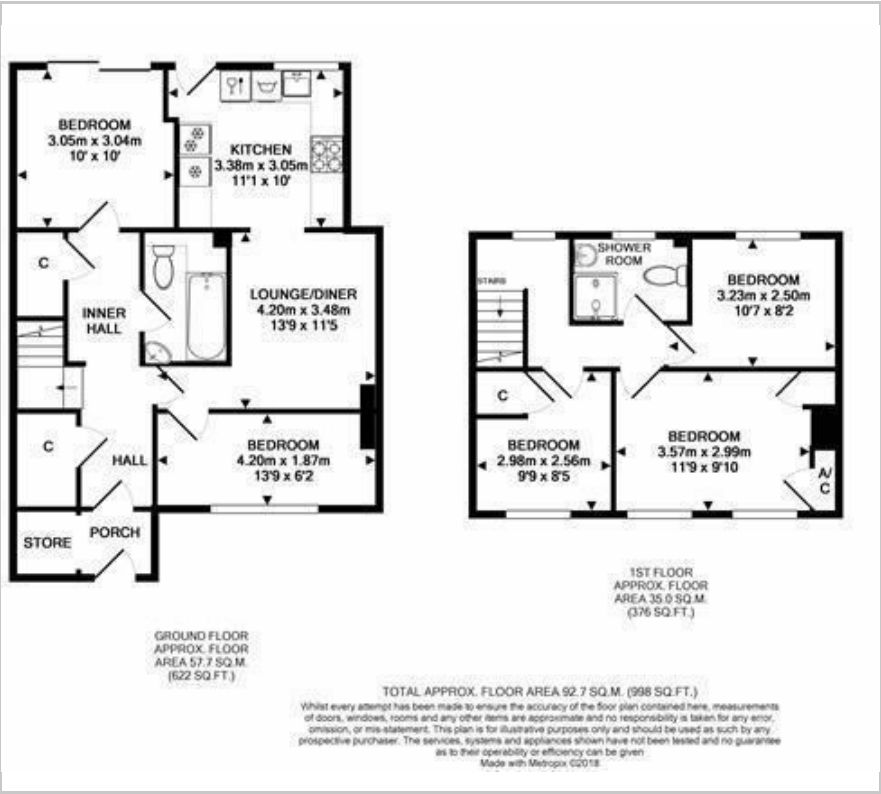 BEDROOM
3.05m x 3.04m
10' x 10'
KITCHEN
3.38m x 3.05m
11'1 x 10'
C
INNER
HALL
LOUNGE/DINER
4.20m x 3.48m
13'9 x 11'5
C
HALL
BEDROOM
4.20m x 1.87m
13'9 x 6'2
STORE
PORCH
STAIRS
SHOWER
ROOM
BEDROOM
3.23m x 2.50m
10'7 x 8'2
C
BEDROOM
2.98m x 2.56m
9'9 x 8'5
BEDROOM
3.57m x 2.99m
11'9 x 9'10
A/
C
GROUND FLOOR
APPROX. FLOOR
AREA 57.7 SQ.M.
(622 SQ.FT.)
1ST FLOOR
APPROX. FLOOR
AREA 35.0 SQ.M.
(376 SQ.FT.)
TOTAL APPROX. FLOOR AREA 92.7 SQ.M. (998 SQ.FT.)
Whilst every attempt has been made to ensure the accuracy of the floor plan contained here, measurements
of doors, windows, rooms and any other items are approximate and no responsibility is taken for any error,
omission, or mis-statement. This plan is for illustrative purposes only and should be used as such by any
prospective purchaser. The services, systems and appliances shown have not been tested and no guarantee
as to their operability or efficiency can be given
Made with Metropix ©2018